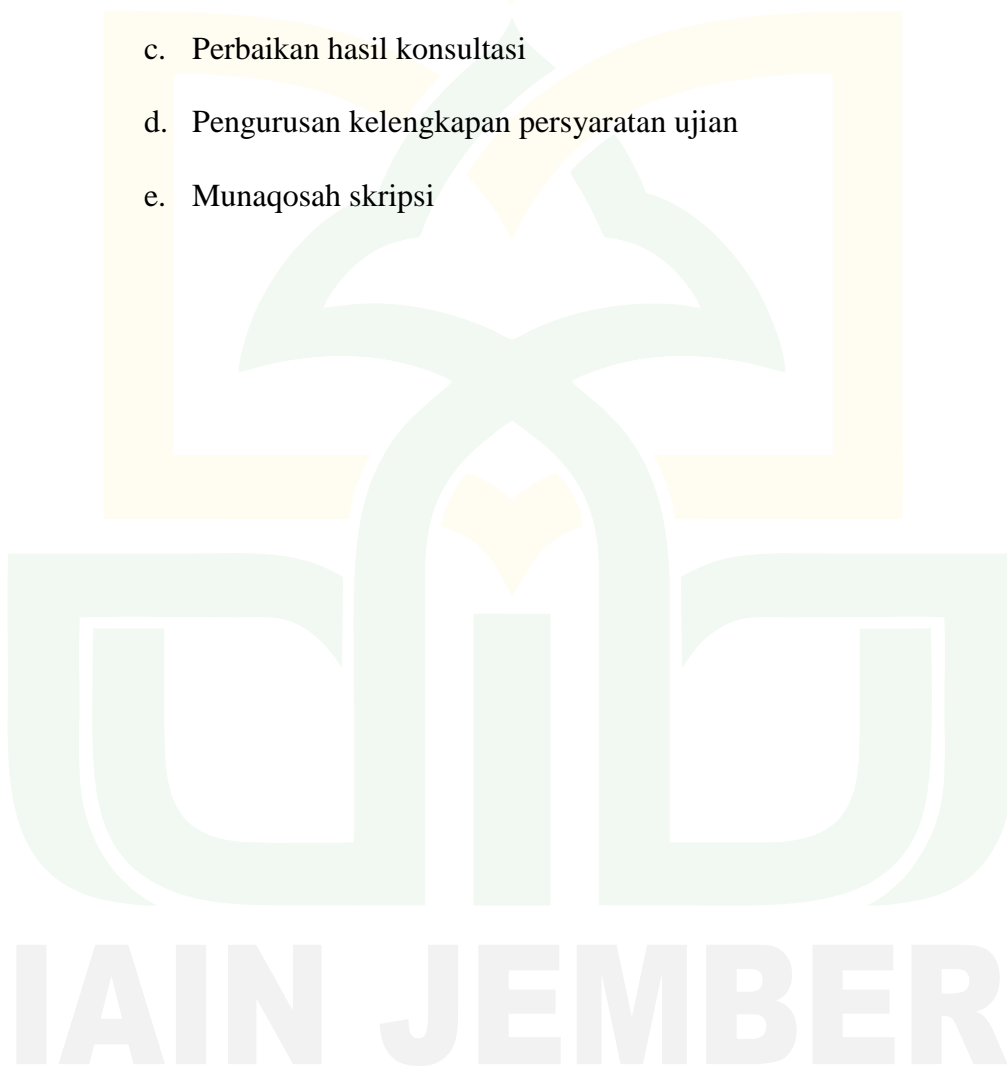 c. Perbaikan hasil konsultasi
d. Pengurusan kelengkapan persyaratan ujian
e. Munaqosah skripsi
IAIN JEMBER